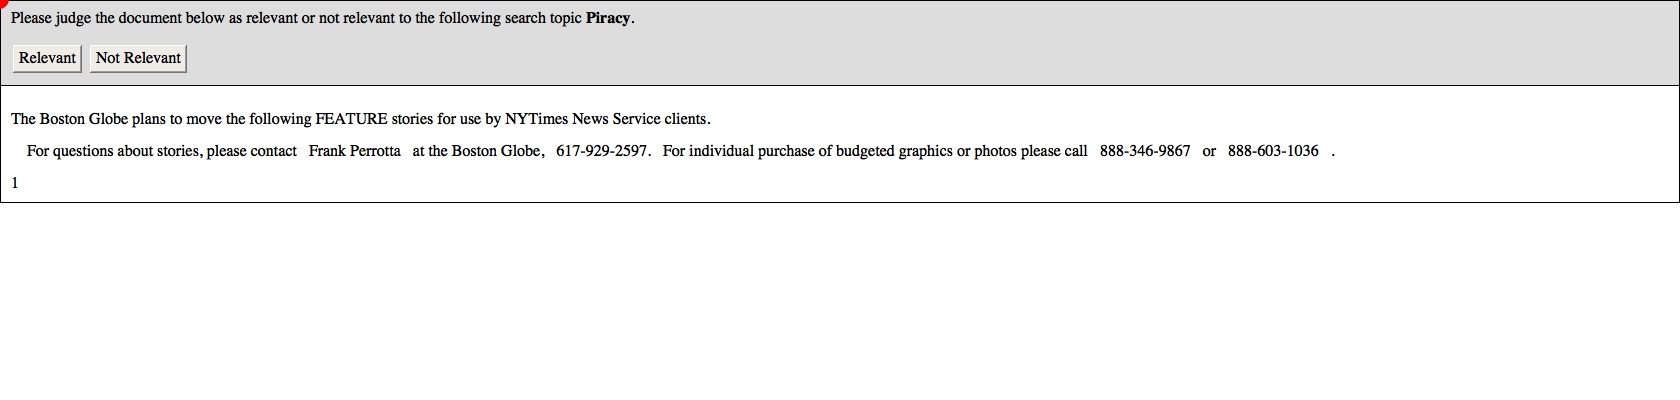 Please judge the document below as relevant or not relevant to the following search topic Piracy.
Relevant Not Relevant
The Boston Globe plans to move the following FEATURE stories for use by NYTimes News Service clients.
For questions about stories, please contact Frank Perrotta at the Boston Globe, 617-929-2597. For individual purchase of budgeted graphics or photos please call 888-346-9867 or 888-603-1036 .
1